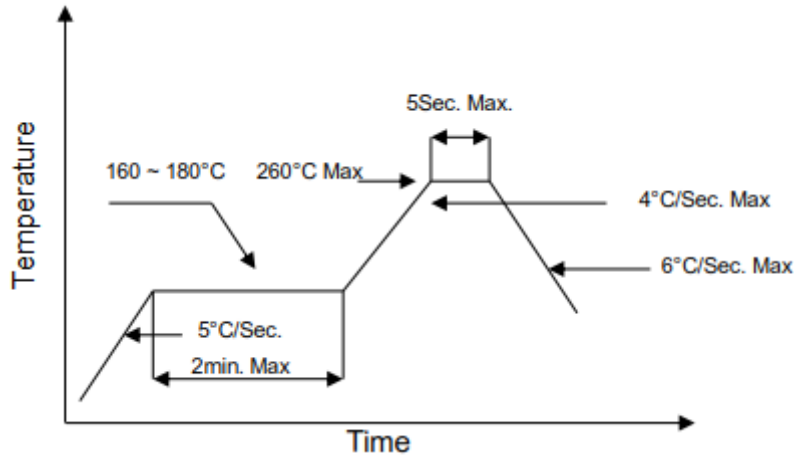 5Sec. Max.
160 ~ 180°C
260°C Max
4°C/Sec. Max
6°C/Sec. Max
5°C/Sec.
2min. Max
Temperature
Time